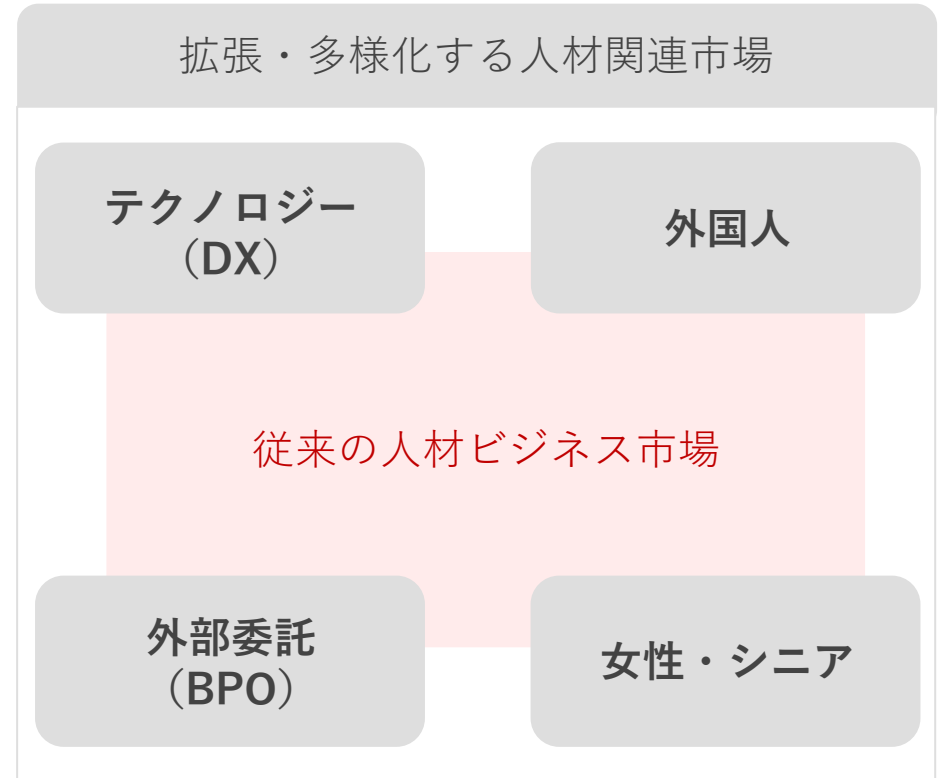 拡張・多様化する人材関連市場
テクノロジー
（DX）
外国人
従来の人材ビジネス市場
外部委託
（BPO）
女性・シニア